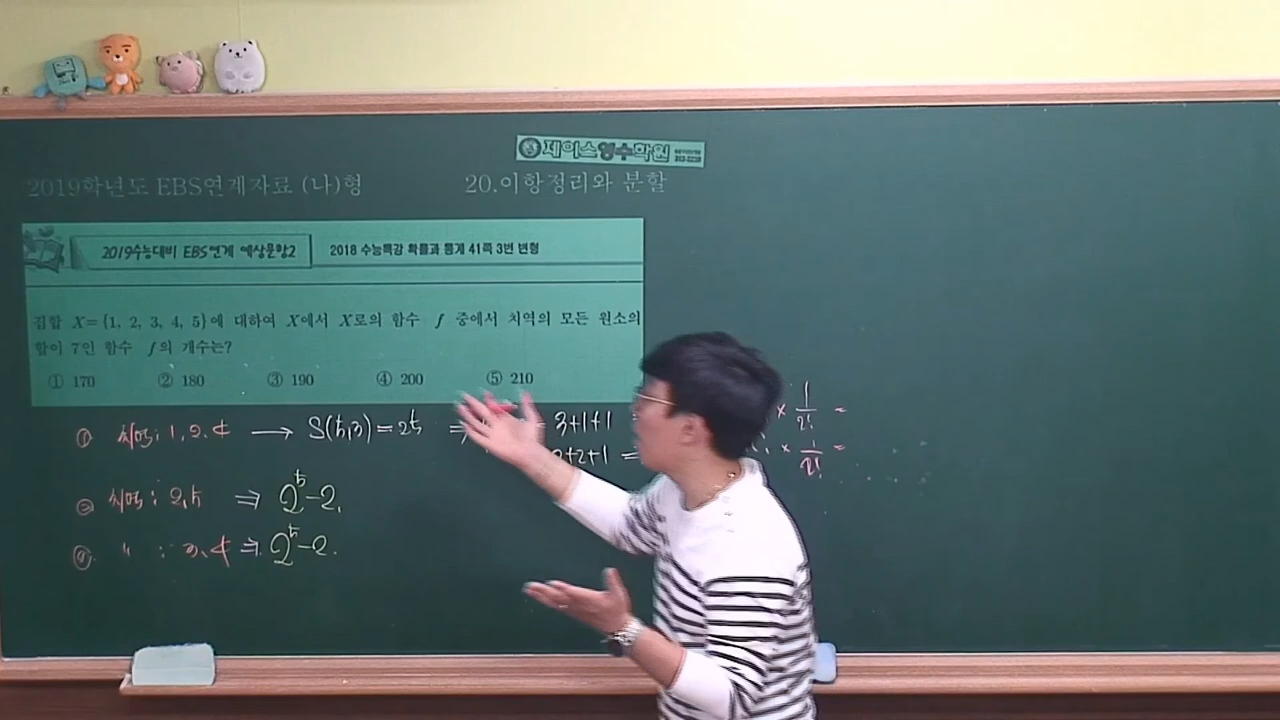 제이스영수학원
2019학년도 EBS연계자료 (나)형 20.이항정리와 분할
2019수능대비 EBS연계 예상문항2 2018 수능특강 확률과 통계 41쪽 3번 변형
집합 X={1, 2, 3, 4, 5}에 대하여 X에서 X로의 함수 f 중에서 치역의 모든 원소의
합이 7인 함수 f의 개수는?
① 170 ② 180 ③ 190 ④ 200 ⑤ 210
① 치역: 1, 2, 4 → S(5,3)=25 ⇒ 3+1+1 × 1/2! =
2+2+1 = × 1/2! =
② 치역: 2,5 ⇒ 2⁵-2.
③ " : 3,4 ⇒ 2⁵-2.